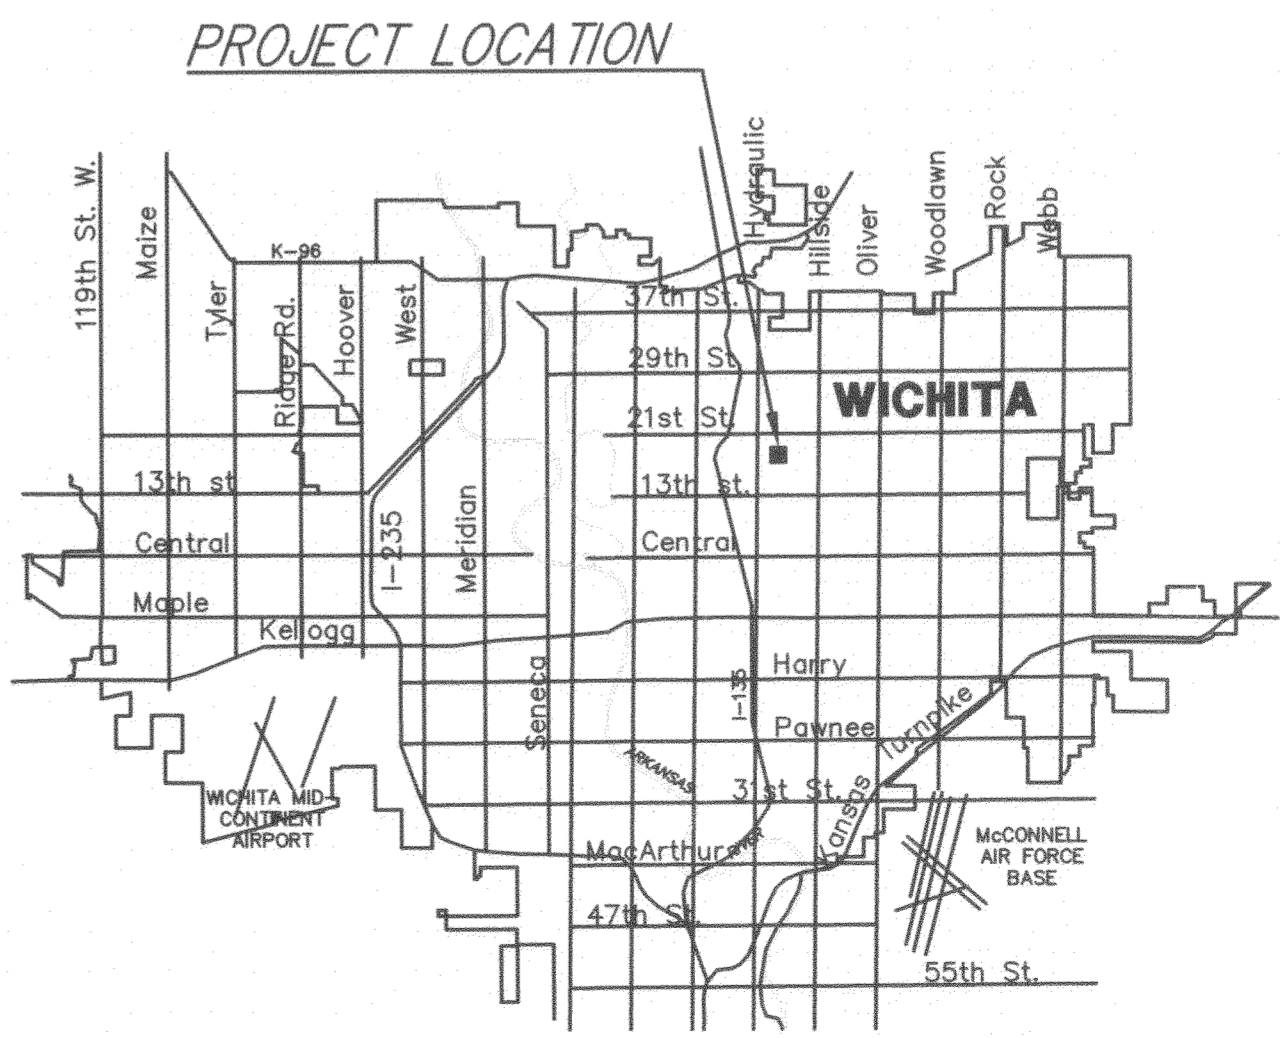 PROJECT LOCATION
119th St. W.
Maize
Tyler
Ridge Rd.
Hoover
West
Hydraulic
Hillside
Oliver
Woodlawn
Rock
Webb
K-96
37th St.
29th St.
WICHITA
21st St.
13th st
13th st.
I-235
Meridian
Central
Central
Maple
Kellogg
Seneca
I-135
Harry
Pawnee
Kansas Turnpike
ARKANSAS RIVER
31st St.
WICHITA MID-
CONTINENT
AIRPORT
MacArthur
McCONNELL
AIR FORCE
BASE
47th St.
55th St.